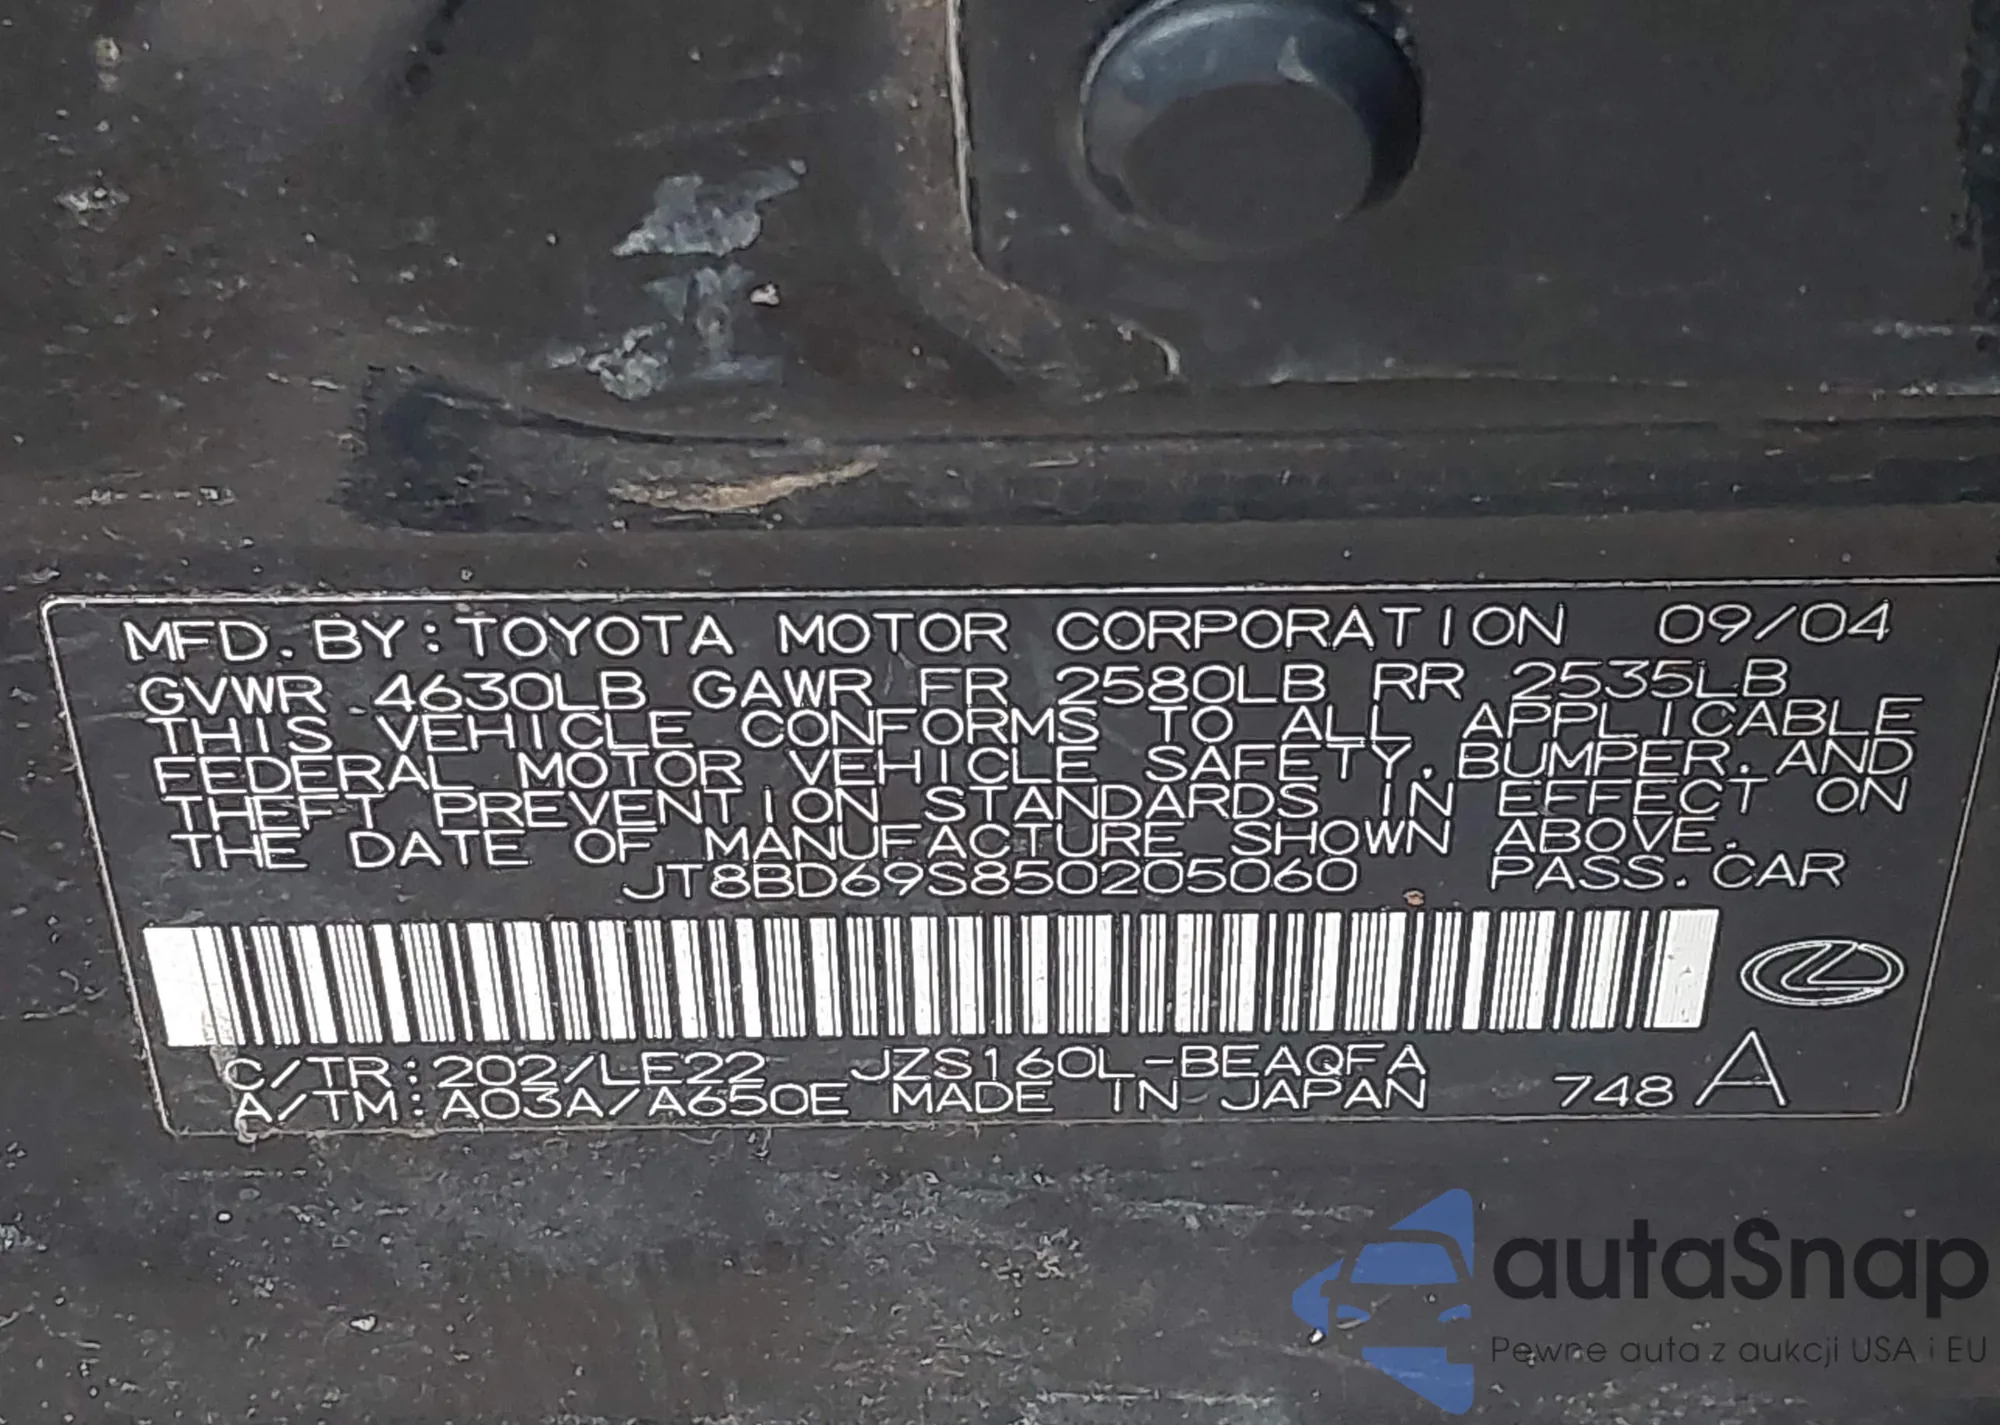 MFD. BY:TOYOTA MOTOR CORPORATION 09/04
GVWR 4630LB GAWR FR 2580LB RR 2535LB
THIS VEHICLE CONFORMS TO ALL APPLICABLE
FEDERAL MOTOR VEHICLE SAFETY, BUMPER, AND
THEFT PREVENTION STANDARDS IN EFFECT ON
THE DATE OF MANUFACTURE SHOWN ABOVE.
JT8BD69S850205060 PASS. CAR
C/TR:202/LE22 JZS160L-BEAQFA
A/TM:A03A/A650E MADE IN JAPAN 748 A
autaSnap
Pewne auta z aukcji USA i EU